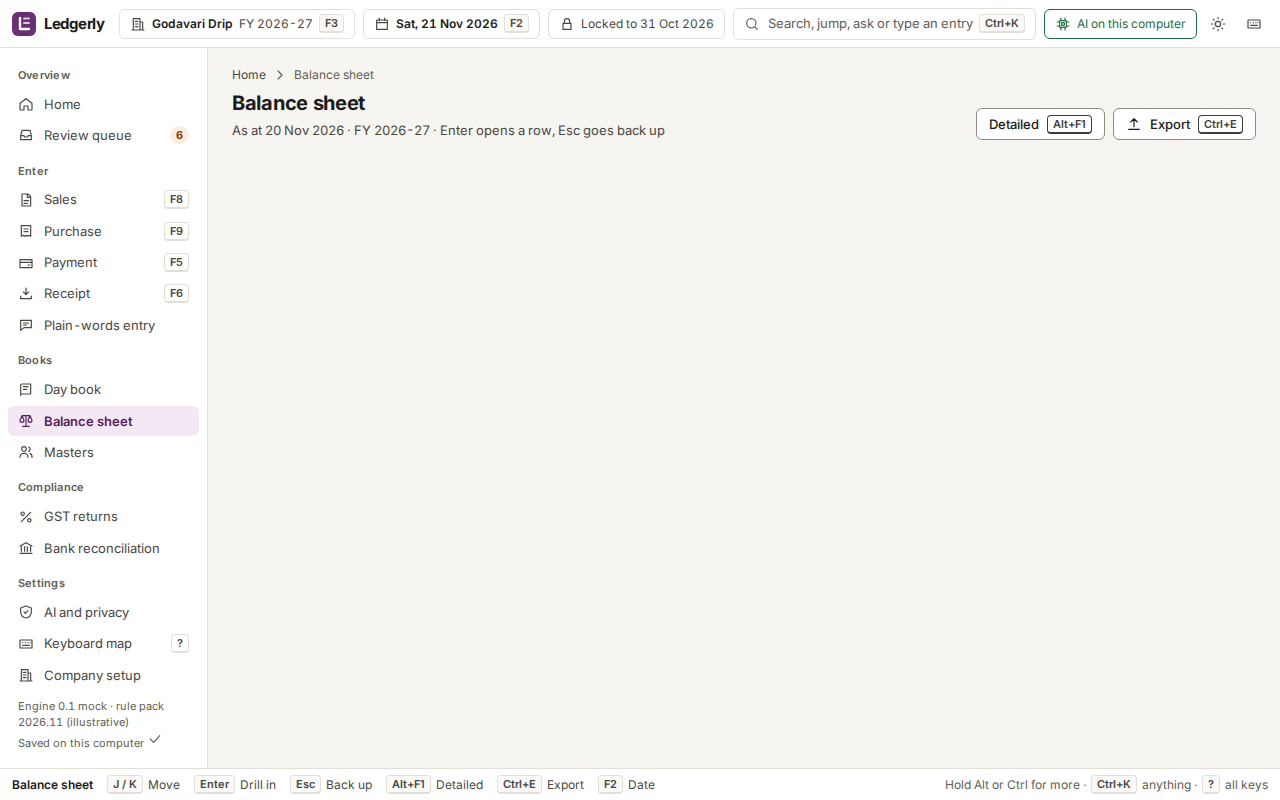 Ledgerly
Godavari Drip FY 2026-27 F3
Sat, 21 Nov 2026 F2
Locked to 31 Oct 2026
Search, jump, ask or type an entry Ctrl+K
AI on this computer
Overview
Home
Review queue 6
Enter
Sales F8
Purchase F9
Payment F5
Receipt F6
Plain-words entry
Books
Day book
Balance sheet
Masters
Compliance
GST returns
Bank reconciliation
Settings
AI and privacy
Keyboard map ?
Company setup
Engine 0.1 mock · rule pack
2026.11 (illustrative)
Saved on this computer
Home Balance sheet
Balance sheet
As at 20 Nov 2026 · FY 2026-27 · Enter opens a row, Esc goes back up
Detailed Alt+F1
Export Ctrl+E
Balance sheet J / K Move Enter Drill in Esc Back up Alt+F1 Detailed Ctrl+E Export F2 Date
Hold Alt or Ctrl for more · Ctrl+K anything · ? all keys